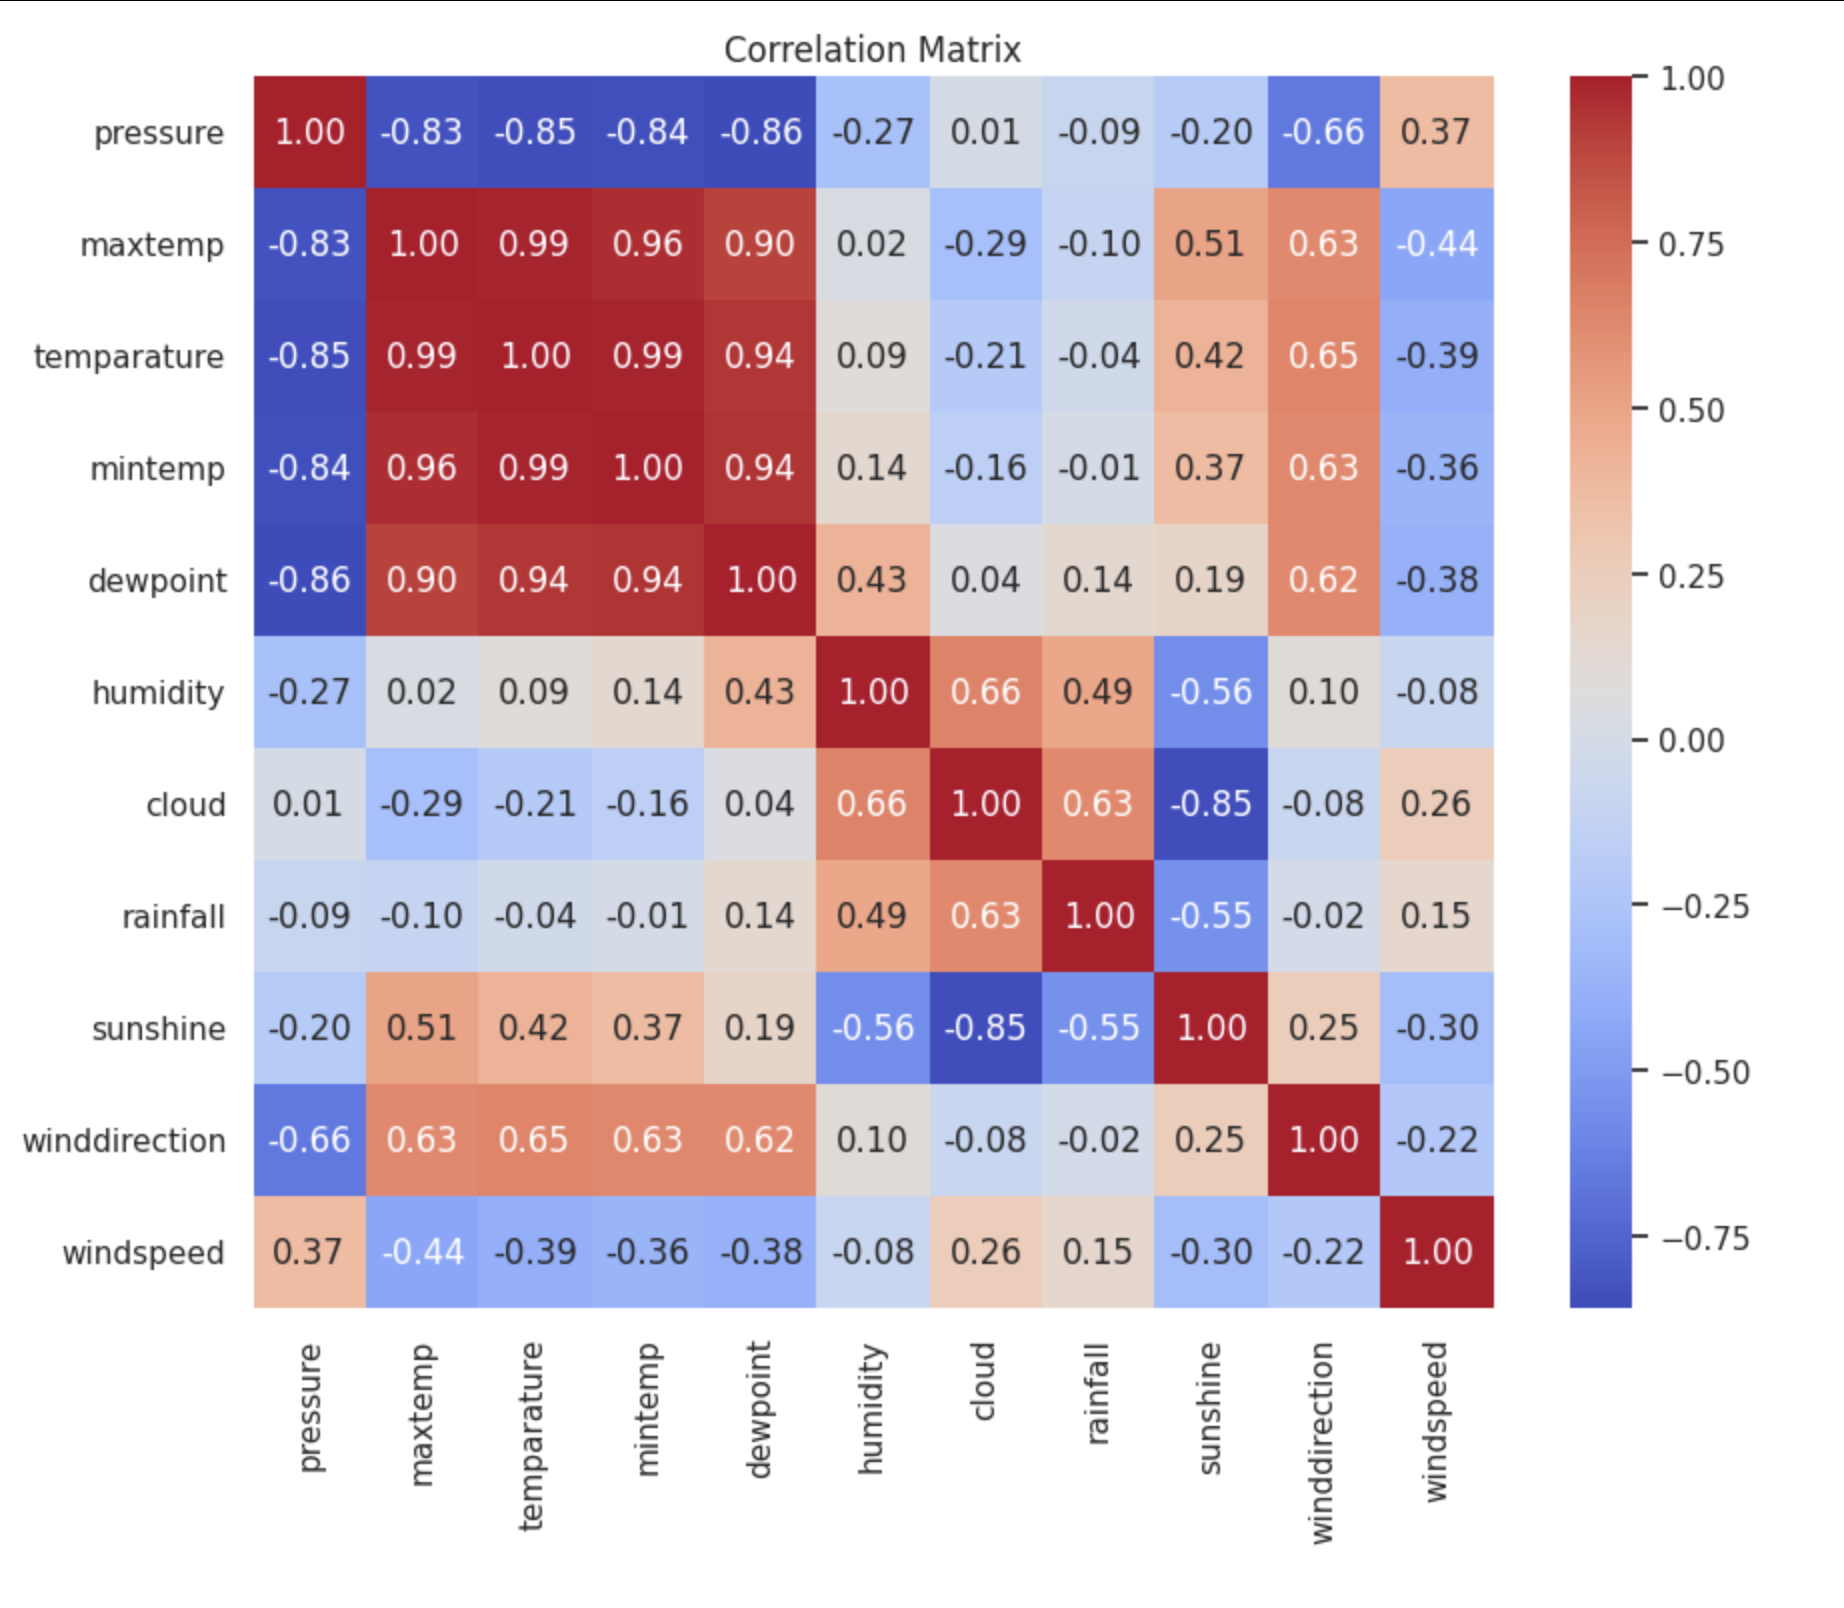 Correlation Matrix
pressure 1.00 -0.83 -0.85 -0.84 -0.86 -0.27 0.01 -0.09 -0.20 -0.66 0.37
maxtemp -0.83 1.00 0.99 0.96 0.90 0.02 -0.29 -0.10 0.51 0.63 -0.44
temparature -0.85 0.99 1.00 0.99 0.94 0.09 -0.21 -0.04 0.42 0.65 -0.39
mintemp -0.84 0.96 0.99 1.00 0.94 0.14 -0.16 -0.01 0.37 0.63 -0.36
dewpoint -0.86 0.90 0.94 0.94 1.00 0.43 0.04 0.14 0.19 0.62 -0.38
humidity -0.27 0.02 0.09 0.14 0.43 1.00 0.66 0.49 -0.56 0.10 -0.08
cloud 0.01 -0.29 -0.21 -0.16 0.04 0.66 1.00 0.63 -0.85 -0.08 0.26
rainfall -0.09 -0.10 -0.04 -0.01 0.14 0.49 0.63 1.00 -0.55 -0.02 0.15
sunshine -0.20 0.51 0.42 0.37 0.19 -0.56 -0.85 -0.55 1.00 0.25 -0.30
winddirection -0.66 0.63 0.65 0.63 0.62 0.10 -0.08 -0.02 0.25 1.00 -0.22
windspeed 0.37 -0.44 -0.39 -0.36 -0.38 -0.08 0.26 0.15 -0.30 -0.22 1.00
pressure
maxtemp
temparature
mintemp
dewpoint
humidity
cloud
rainfall
sunshine
winddirection
windspeed
1.00
0.75
0.50
0.25
0.00
−0.25
−0.50
−0.75